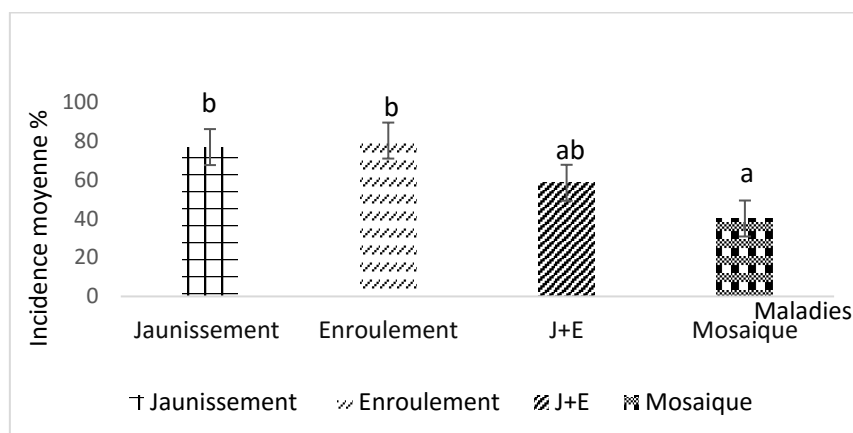 Incidence moyenne %
100
80
60
40
20
0
b
b
ab
a
Maladies
Jaunissement Enroulement J+E Mosaique
Jaunissement Enroulement J+E Mosaique